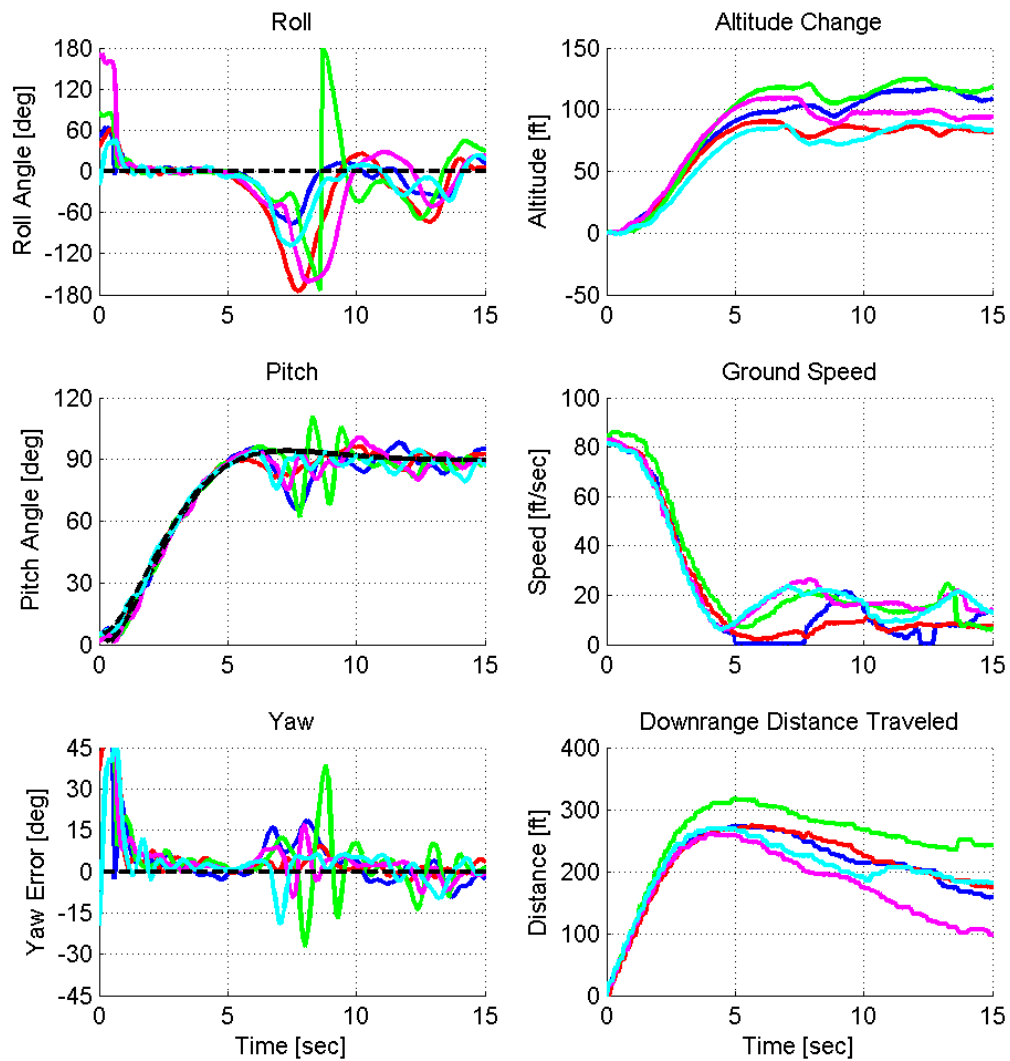 Roll
180
120
60
0
-60
-120
-180
Roll Angle [deg]
0 5 10 15
Altitude Change
150
100
50
0
-50
Altitude [ft]
0 5 10 15
Pitch
120
90
60
30
0
Pitch Angle [deg]
0 5 10 15
Ground Speed
100
80
60
40
20
0
Speed [ft/sec]
0 5 10 15
Yaw
45
30
15
0
-15
-30
-45
Yaw Error [deg]
0 5 10 15
Time [sec]
Downrange Distance Traveled
400
300
200
100
0
Distance [ft]
0 5 10 15
Time [sec]